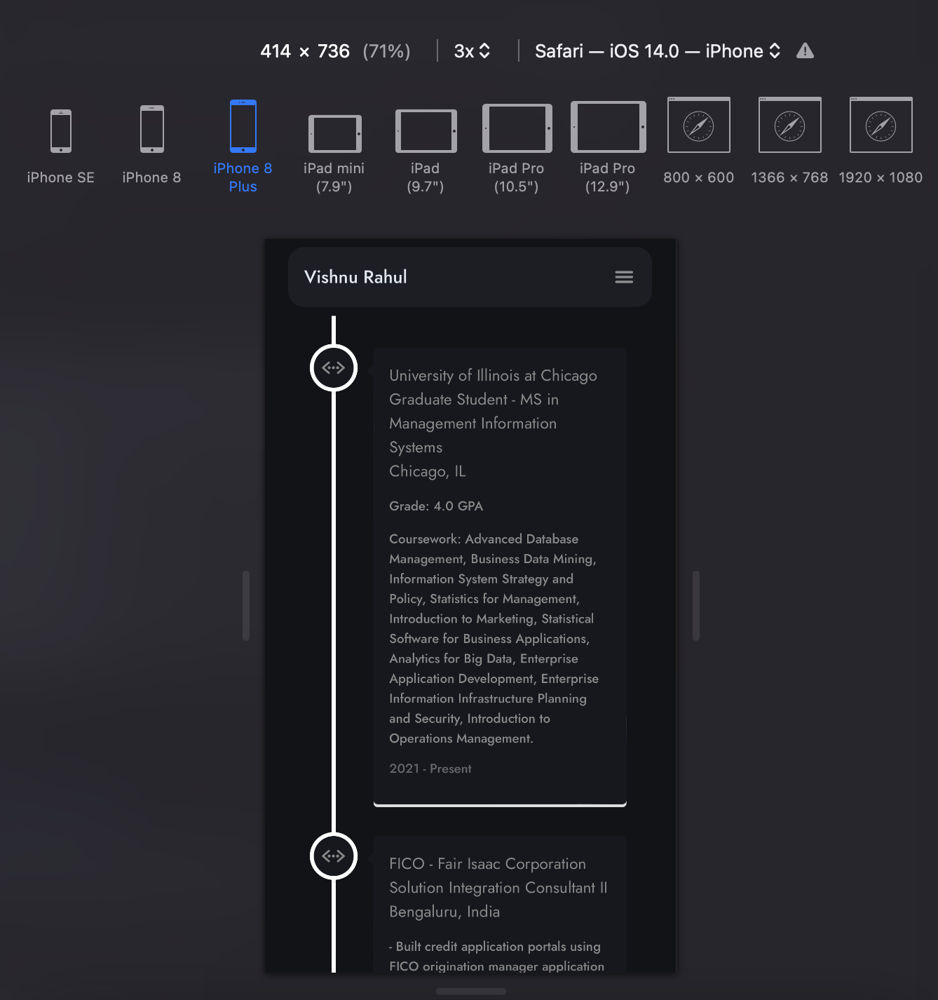 414 × 736 (71%) 3x Safari — iOS 14.0 — iPhone
iPhone SE
iPhone 8
iPhone 8
Plus
iPad mini
(7.9")
iPad
(9.7")
iPad Pro
(10.5")
iPad Pro
(12.9")
800 × 600
1366 × 768
1920 × 1080
Vishnu Rahul
University of Illinois at Chicago
Graduate Student - MS in
Management Information
Systems
Chicago, IL
Grade: 4.0 GPA
Coursework: Advanced Database
Management, Business Data Mining,
Information System Strategy and
Policy, Statistics for Management,
Introduction to Marketing, Statistical
Software for Business Applications,
Analytics for Big Data, Enterprise
Application Development, Enterprise
Information Infrastructure Planning
and Security, Introduction to
Operations Management.
2021 - Present
FICO - Fair Isaac Corporation
Solution Integration Consultant II
Bengaluru, India
- Built credit application portals using
FICO origination manager application